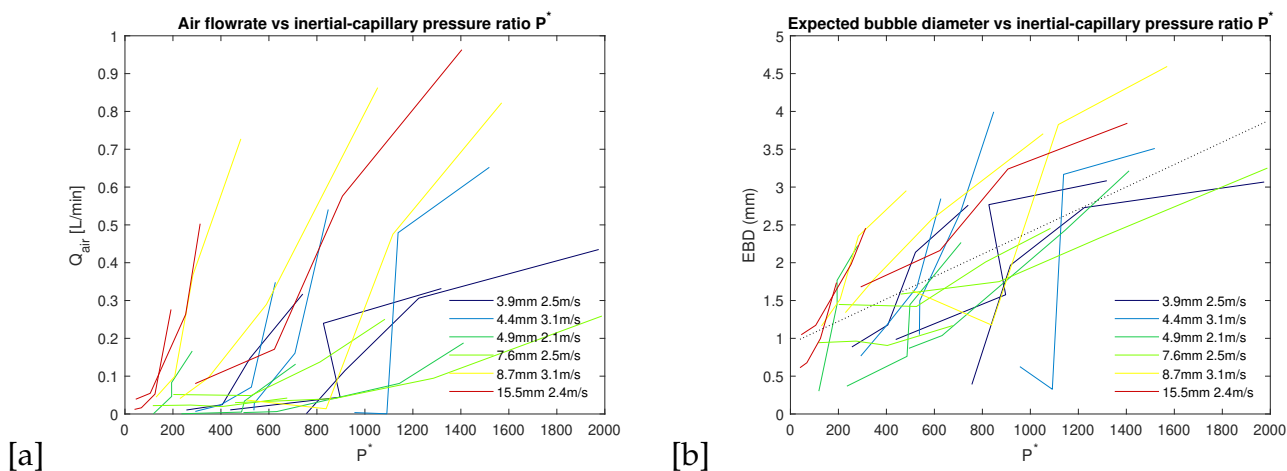 Air flowrate vs inertial-capillary pressure ratio P*
1
0.9
0.8
0.7
0.6
0.5
0.4
0.3
0.2
0.1
0
Q_air [L/min]
0 200 400 600 800 1000 1200 1400 1600 1800 2000
P*
3.9mm 2.5m/s
4.4mm 3.1m/s
4.9mm 2.1m/s
7.6mm 2.5m/s
8.7mm 3.1m/s
15.5mm 2.4m/s
[a]
Expected bubble diameter vs inertial-capillary pressure ratio P*
5
4.5
4
3.5
3
2.5
2
1.5
1
0.5
0
EBD (mm)
0 200 400 600 800 1000 1200 1400 1600 1800 2000
P*
3.9mm 2.5m/s
4.4mm 3.1m/s
4.9mm 2.1m/s
7.6mm 2.5m/s
8.7mm 3.1m/s
15.5mm 2.4m/s
[b]